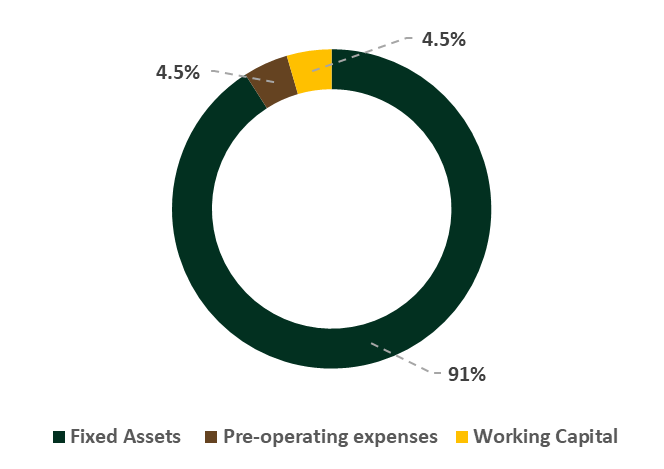 4.5%
4.5%
91%
Fixed Assets Pre-operating expenses Working Capital